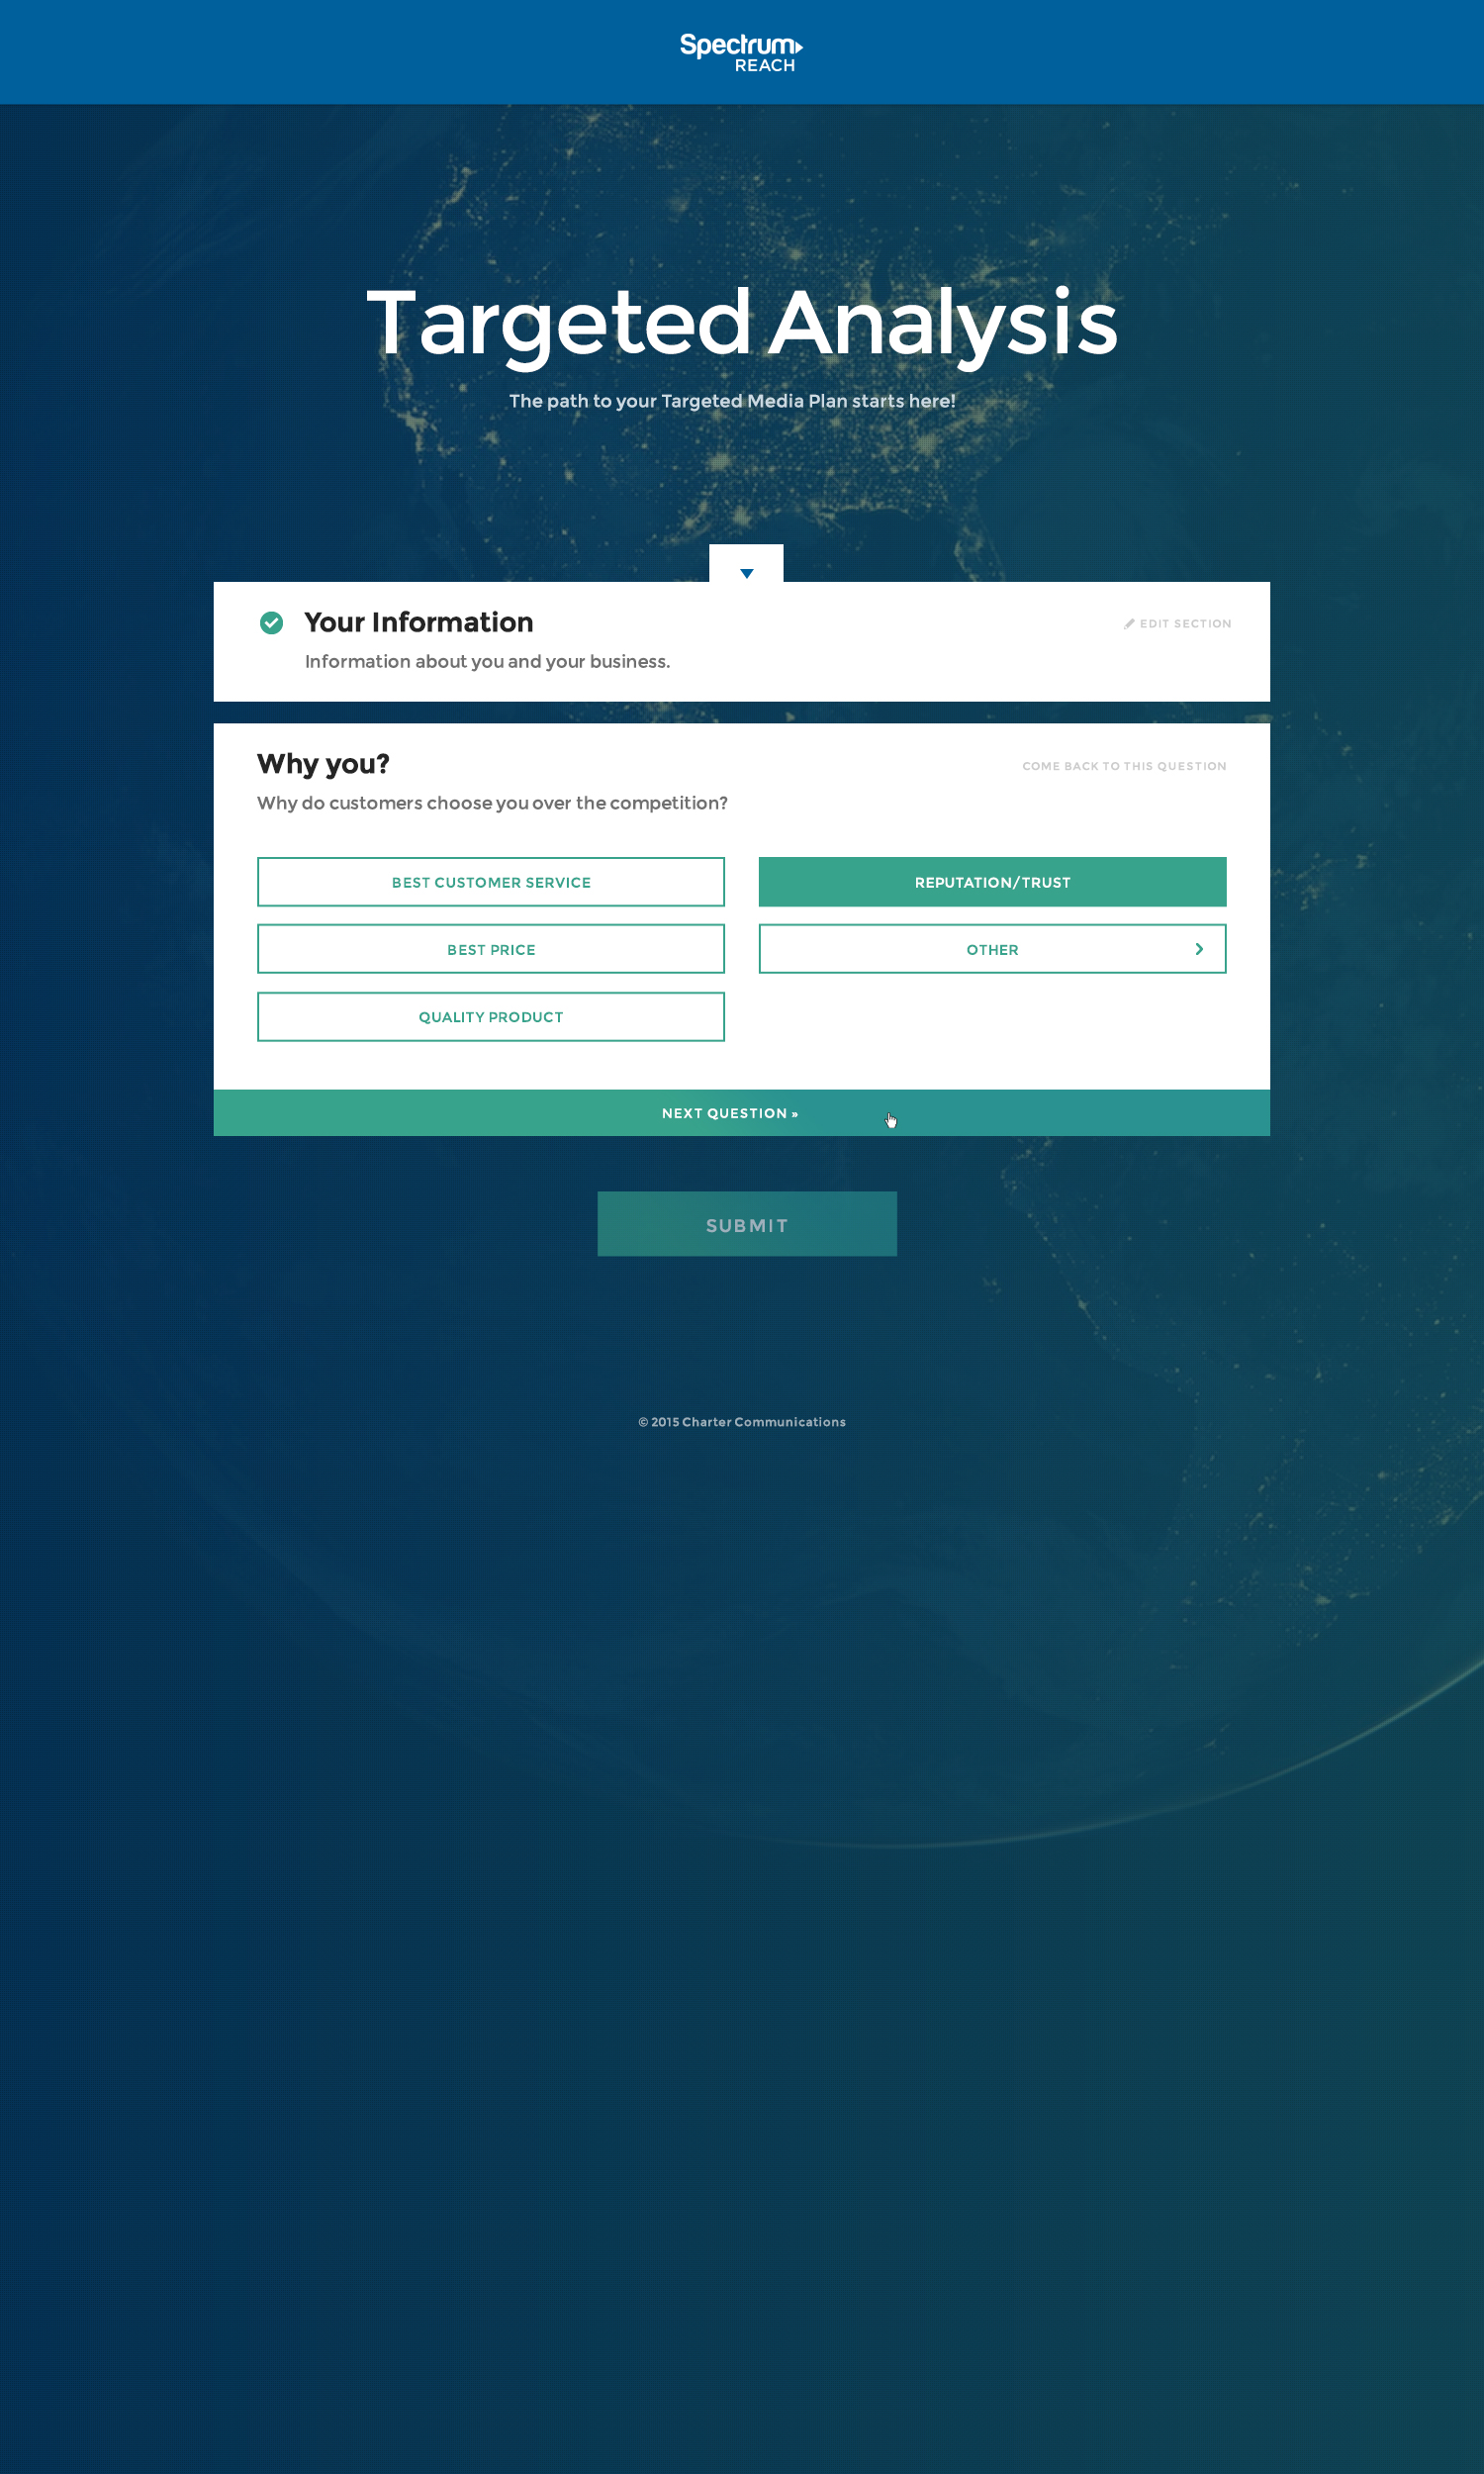 Spectrum
REACH
Targeted Analysis
The path to your Targeted Media Plan starts here!
Your Information
EDIT SECTION
Information about you and your business.
Why you?
COME BACK TO THIS QUESTION
Why do customers choose you over the competition?
BEST CUSTOMER SERVICE
REPUTATION/TRUST
BEST PRICE
OTHER
QUALITY PRODUCT
NEXT QUESTION »
SUBMIT
© 2015 Charter Communications